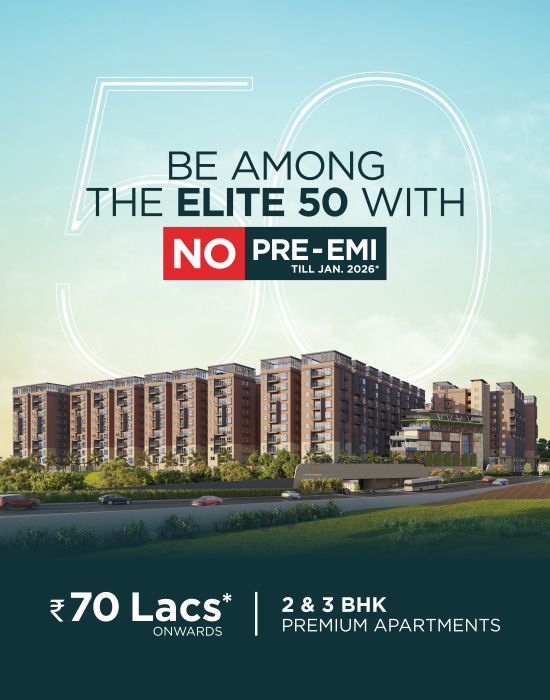 50
BE AMONG
THE ELITE 50 WITH
NO PRE-EMI
TILL JAN. 2026*
₹70 Lacs*
ONWARDS
2 & 3 BHK
PREMIUM APARTMENTS